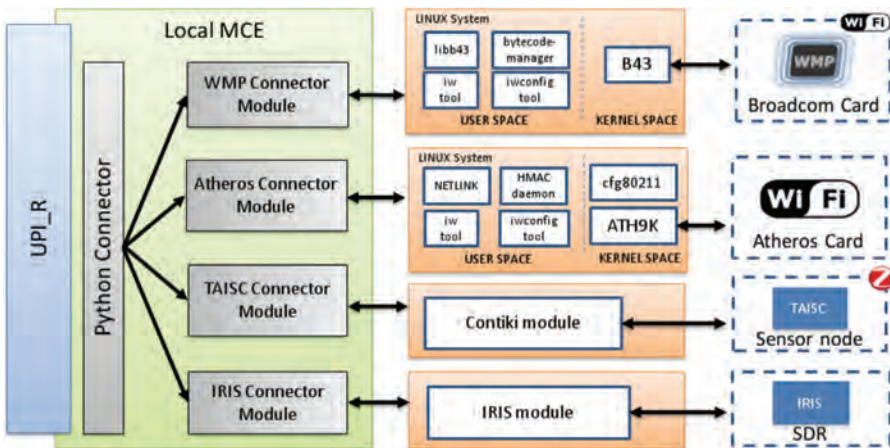 UPI_R
Local MCE
Python Connector
WMP Connector
Module
Atheros Connector
Module
TAISC Connector
Module
IRIS Connector
Module
LINUX System
libb43
bytecode-
manager
iw
tool
iwconfig
tool
USER SPACE
B43
KERNEL SPACE
LINUX System
NETLINK
HMAC
daemon
iw
tool
iwconfig
tool
USER SPACE
cfg80211
ATH9K
KERNEL SPACE
Contiki module
IRIS module
Wi Fi
WMP
Broadcom Card
Wi Fi
Atheros Card
Z
TAISC
Sensor node
IRIS
SDR